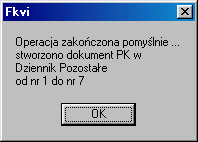 Fkvi
Operacja zakończona pomyślnie ...
stworzono dokument PK w
Dziennik Pozostałe
od nr 1 do nr 7
OK